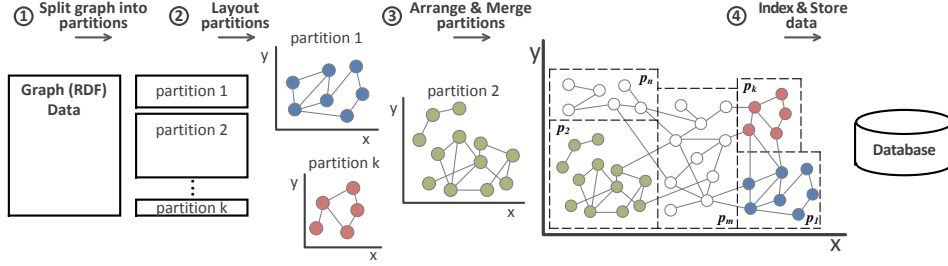 1 Split graph into
partitions
2 Layout
partitions
3 Arrange & Merge
partitions
4 Index & Store
data
Graph (RDF)
Data
partition 1
partition 2
⋮
partition k
partition 1
y
x
partition k
y
x
partition 2
y
x
y
pn
pk
p2
pm
p1
x
Database